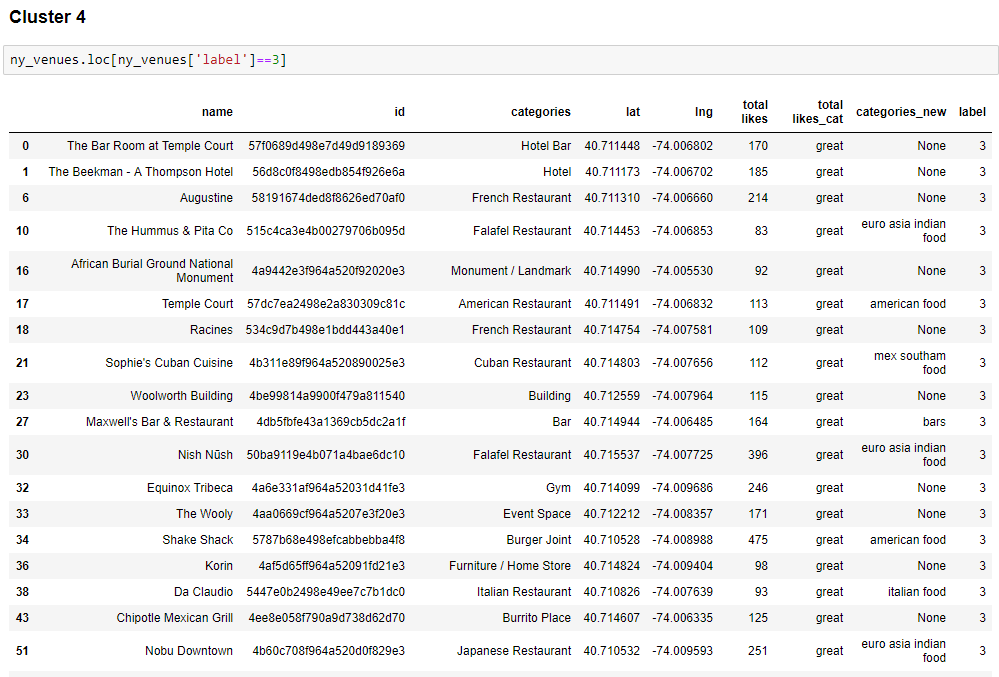 Cluster 4
ny_venues.loc[ny_venues['label']==3]
name id categories lat lng total likes total likes_cat categories_new label
0 The Bar Room at Temple Court 57f0689d498e7d49d9189369 Hotel Bar 40.711448 -74.006802 170 great None 3
1 The Beekman - A Thompson Hotel 56d8c0f8498edb854f926e6a Hotel 40.711173 -74.006702 185 great None 3
6 Augustine 58191674ded8f8626ed70af0 French Restaurant 40.711310 -74.006660 214 great None 3
10 The Hummus & Pita Co 515c4ca3e4b00279706b095d Falafel Restaurant 40.714453 -74.006853 83 great euro asia indian food 3
16 African Burial Ground National Monument 4a9442e3f964a520f92020e3 Monument / Landmark 40.714990 -74.005530 92 great None 3
17 Temple Court 57dc7ea2498e2a830309c81c American Restaurant 40.711491 -74.006832 113 great american food 3
18 Racines 534c9d7b498e1bdd443a40e1 French Restaurant 40.714754 -74.007581 109 great None 3
21 Sophie's Cuban Cuisine 4b311e89f964a520890025e3 Cuban Restaurant 40.714803 -74.007656 112 great mex southam food 3
23 Woolworth Building 4be99814a9900f479a811540 Building 40.712559 -74.007964 115 great None 3
27 Maxwell's Bar & Restaurant 4db5fbfe43a1369cb5dc2a1f Bar 40.714944 -74.006485 164 great bars 3
30 Nish Nūsh 50ba9119e4b071a4bae6dc10 Falafel Restaurant 40.715537 -74.007725 396 great euro asia indian food 3
32 Equinox Tribeca 4a6e331af964a52031d41fe3 Gym 40.714099 -74.009686 246 great None 3
33 The Wooly 4aa0669cf964a5207e3f20e3 Event Space 40.712212 -74.008357 171 great None 3
34 Shake Shack 5787b68e498efcabbebba4f8 Burger Joint 40.710528 -74.008988 475 great american food 3
36 Korin 4af5d65ff964a52091fd21e3 Furniture / Home Store 40.714824 -74.009404 98 great None 3
38 Da Claudio 5447e0b2498e49ee7c7b1dc0 Italian Restaurant 40.710826 -74.007639 93 great italian food 3
43 Chipotle Mexican Grill 4ee8e058f790a9d738d62d70 Burrito Place 40.714607 -74.006335 125 great None 3
51 Nobu Downtown 4b60c708f964a520d0f829e3 Japanese Restaurant 40.710532 -74.009593 251 great euro asia indian food 3